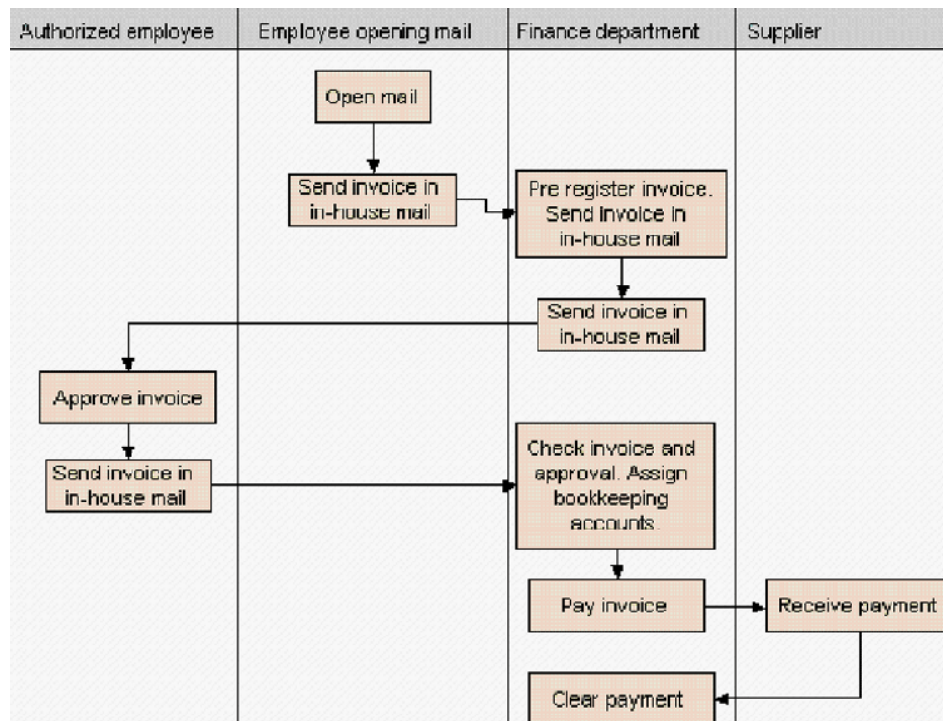 Authorized employee
Employee opening mail
Finance department
Supplier
Open mail
Send invoice in
in-house mail
Pre register invoice.
Send invoice in
in-house mail
Send invoice in
in-house mail
Approve invoice
Send invoice in
in-house mail
Check invoice and
approval. Assign
bookkeeping
accounts.
Pay invoice
Receive payment
Clear payment